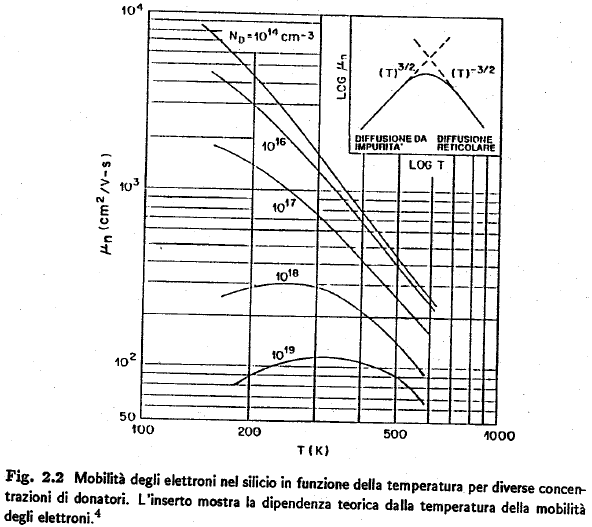 10⁴
N_D=10¹⁴ cm-3
LCG μn
(T)^3/2
(T)^-3/2
DIFFUSIONE DA
IMPURITA'
DIFFUSIONE
RETICOLARE
LOG T
10¹⁶
10³
10¹⁷
μn (cm²/V-s)
10¹⁸
10¹⁹
10²
50
100
200
500
1000
T(K)
Fig. 2.2 Mobilità degli elettroni nel silicio in funzione della temperatura per diverse concen-
trazioni di donatori. L'inserto mostra la dipendenza teorica dalla temperatura della mobilità
degli elettroni.⁴